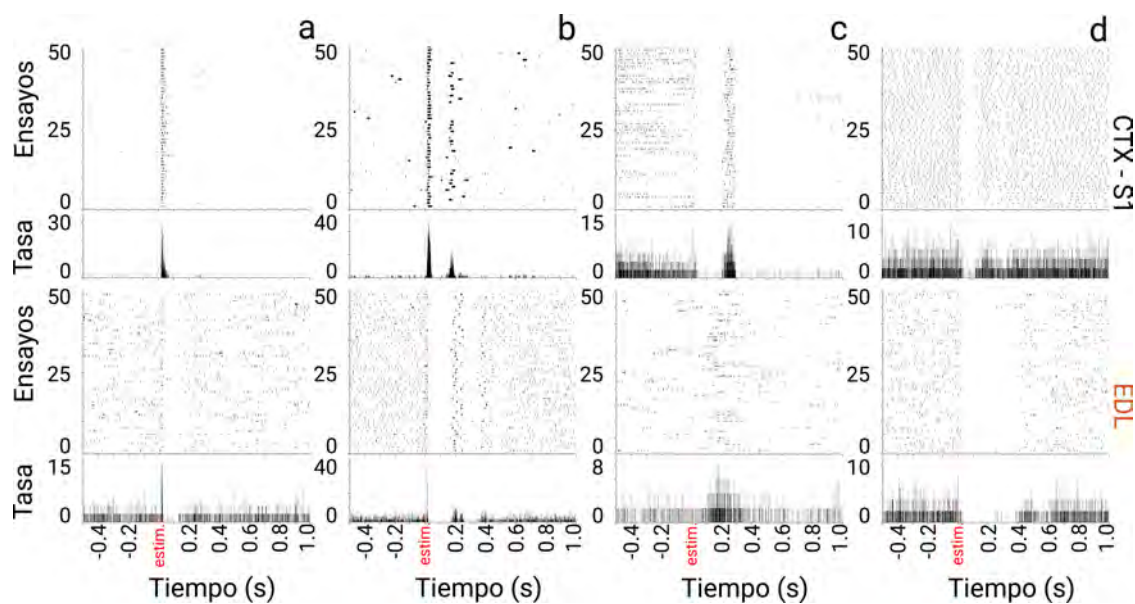 a b c d
Ensayos 50 25 0 50 25 0 50 25 0 50 25 0 CTX - S1
Tasa 30 0 40 0 15 0 10 0
Ensayos 50 25 0 50 25 0 50 25 0 50 25 0 EDL
Tasa 15 0 40 0 8 0 10 0
-0.4 -0.2 estim. 0.2 0.4 0.6 0.8 1.0 -0.4 -0.2 estim. 0.2 0.4 0.6 0.8 1.0 -0.4 -0.2 estim. 0.2 0.4 0.6 0.8 1.0 -0.4 -0.2 estim. 0.2 0.4 0.6 0.8 1.0
Tiempo (s) Tiempo (s) Tiempo (s) Tiempo (s)